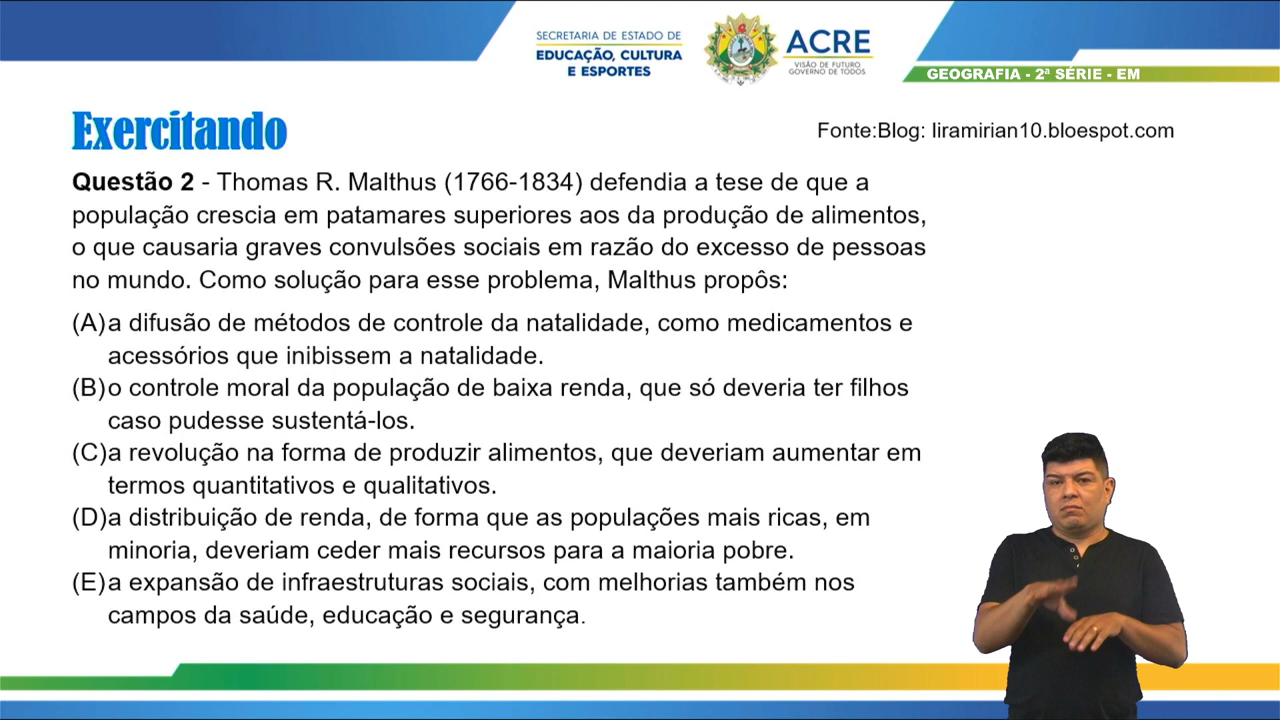 SECRETARIA DE ESTADO DE
EDUCAÇÃO, CULTURA
E ESPORTES
ACRE
VISÃO DE FUTURO
GOVERNO DE TODOS
GEOGRAFIA - 2ª SÉRIE - EM
Exercitando
Fonte:Blog: liramirian10.bloespot.com
Questão 2 - Thomas R. Malthus (1766-1834) defendia a tese de que a
população crescia em patamares superiores aos da produção de alimentos,
o que causaria graves convulsões sociais em razão do excesso de pessoas
no mundo. Como solução para esse problema, Malthus propôs:
(A)a difusão de métodos de controle da natalidade, como medicamentos e
acessórios que inibissem a natalidade.
(B)o controle moral da população de baixa renda, que só deveria ter filhos
caso pudesse sustentá-los.
(C)a revolução na forma de produzir alimentos, que deveriam aumentar em
termos quantitativos e qualitativos.
(D)a distribuição de renda, de forma que as populações mais ricas, em
minoria, deveriam ceder mais recursos para a maioria pobre.
(E)a expansão de infraestruturas sociais, com melhorias também nos
campos da saúde, educação e segurança.